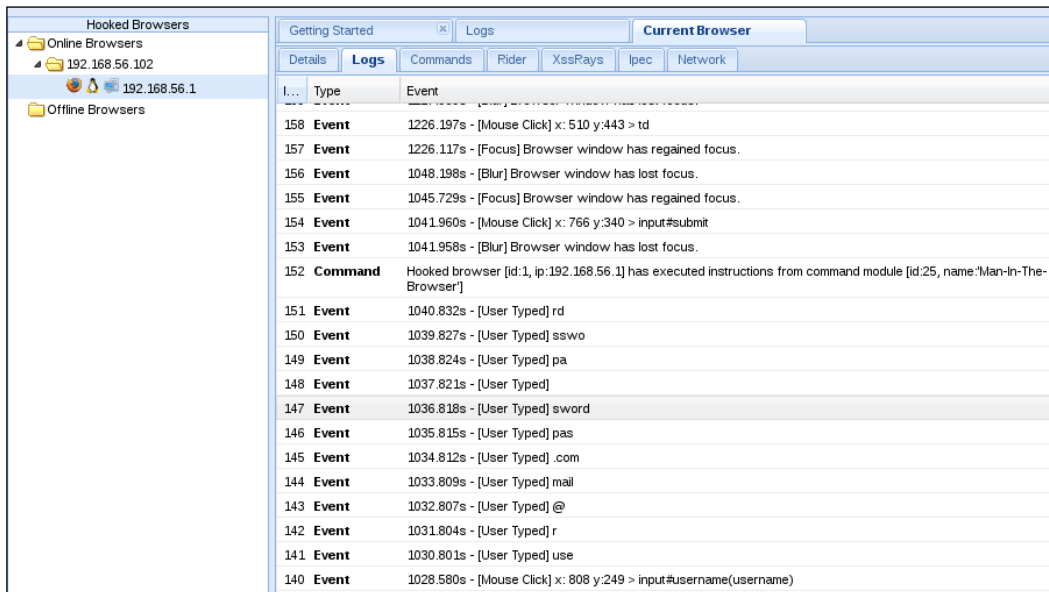 Hooked Browsers
Online Browsers
192.168.56.102
192.168.56.1
Offline Browsers
Getting Started
Logs
Current Browser
Details Logs Commands Rider XssRays Ipec Network
I... Type Event
158 Event 1226.197s - [Mouse Click] x: 510 y:443 > td
157 Event 1226.117s - [Focus] Browser window has regained focus.
156 Event 1048.198s - [Blur] Browser window has lost focus.
155 Event 1045.729s - [Focus] Browser window has regained focus.
154 Event 1041.960s - [Mouse Click] x: 766 y:340 > input#submit
153 Event 1041.958s - [Blur] Browser window has lost focus.
152 Command Hooked browser [id:1, ip:192.168.56.1] has executed instructions from command module [id:25, name:'Man-In-The-
Browser']
151 Event 1040.832s - [User Typed] rd
150 Event 1039.827s - [User Typed] sswo
149 Event 1038.824s - [User Typed] pa
148 Event 1037.821s - [User Typed]
147 Event 1036.818s - [User Typed] sword
146 Event 1035.815s - [User Typed] pas
145 Event 1034.812s - [User Typed] .com
144 Event 1033.809s - [User Typed] mail
143 Event 1032.807s - [User Typed] @
142 Event 1031.804s - [User Typed] r
141 Event 1030.801s - [User Typed] use
140 Event 1028.580s - [Mouse Click] x: 808 y:249 > input#username(username)